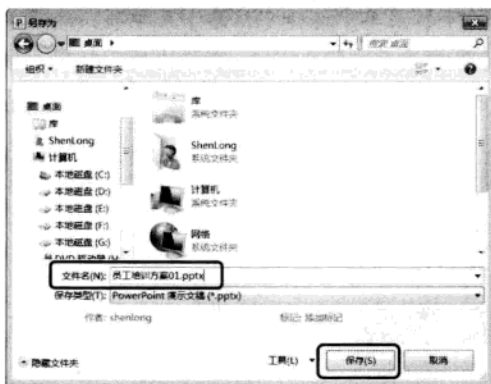 另存为
桌面
搜索 桌面
组织 新建文件夹
桌面
库
ShenLong
计算机
本地磁盘 (C:)
本地磁盘 (D:)
本地磁盘 (E:)
本地磁盘 (F:)
本地磁盘 (G:)
库
系统文件夹
ShenLong
系统文件夹
计算机
系统文件夹
网络
系统文件夹
文件名(N): 员工培训方案01.pptx
保存类型(T): PowerPoint 演示文稿 (*.pptx)
作者: shenlong 标记: 添加标记
隐藏文件夹 工具(L) 保存(S) 取消